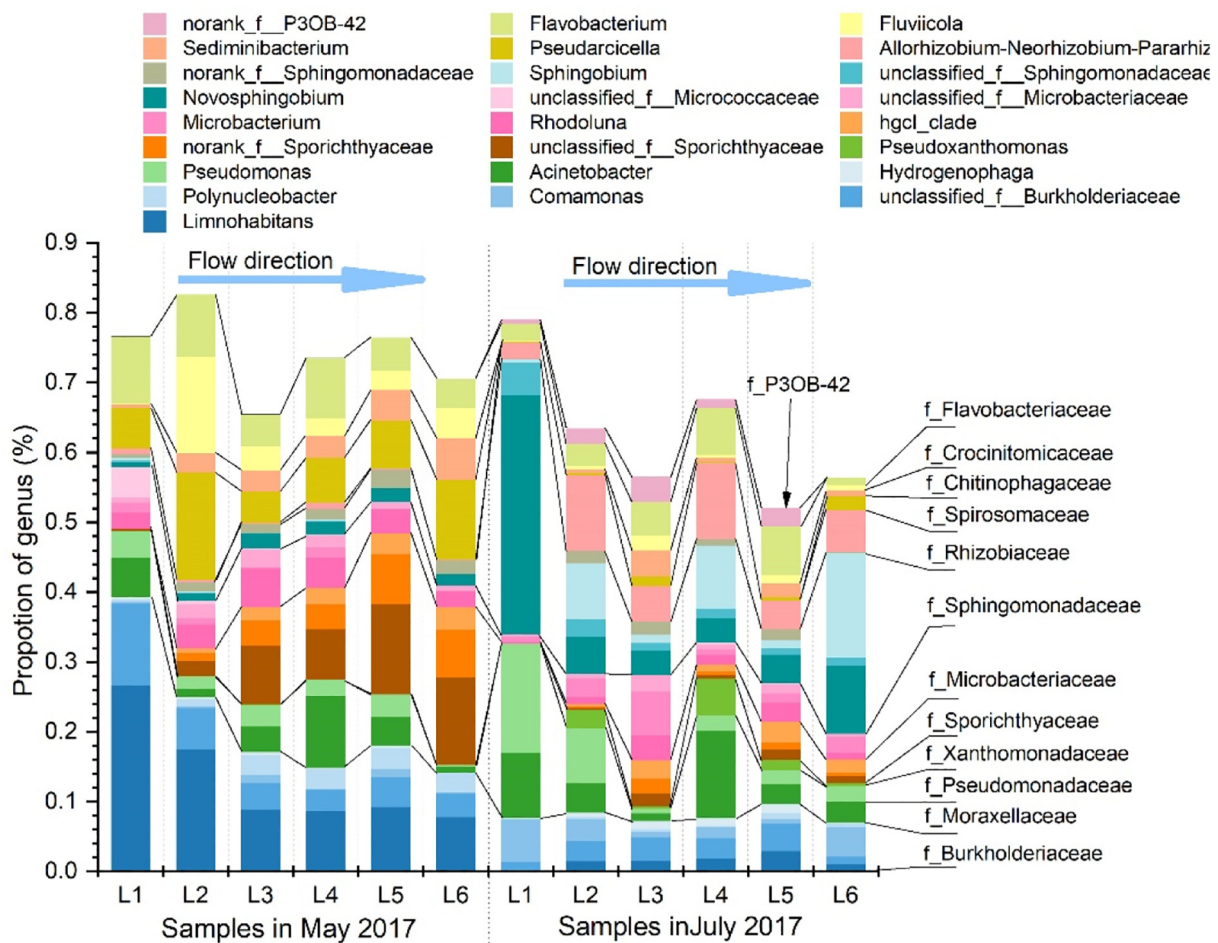 norank_f__P3OB-42 Flavobacterium Fluviicola
Sediminibacterium Pseudarcicella Allorhizobium-Neorhizobium-Pararhiz
norank_f__Sphingomonadaceae Sphingobium unclassified_f__Sphingomonadaceae
Novosphingobium unclassified_f__Micrococcaceae unclassified_f__Microbacteriaceae
Microbacterium Rhodoluna hgcl_clade
norank_f__Sporichthyaceae unclassified_f__Sporichthyaceae Pseudoxanthomonas
Pseudomonas Acinetobacter Hydrogenophaga
Polynucleobacter Comamonas unclassified_f__Burkholderiaceae
Limnohabitans
Propotion of genus (%)
0.9
0.8
0.7
0.6
0.5
0.4
0.3
0.2
0.1
0.0
Flow direction Flow direction
f_P3OB-42
f_Flavobacteriaceae
f_Crocinitomicaceae
f_Chitinophagaceae
f_Spirosomaceae
f_Rhizobiaceae
f_Sphingomonadaceae
f_Microbacteriaceae
f_Sporichthyaceae
f_Xanthomonadaceae
f_Pseudomonadaceae
f_Moraxellaceae
f_Burkholderiaceae
L1 L2 L3 L4 L5 L6 L1 L2 L3 L4 L5 L6
Samples in May 2017 Samples inJuly 2017